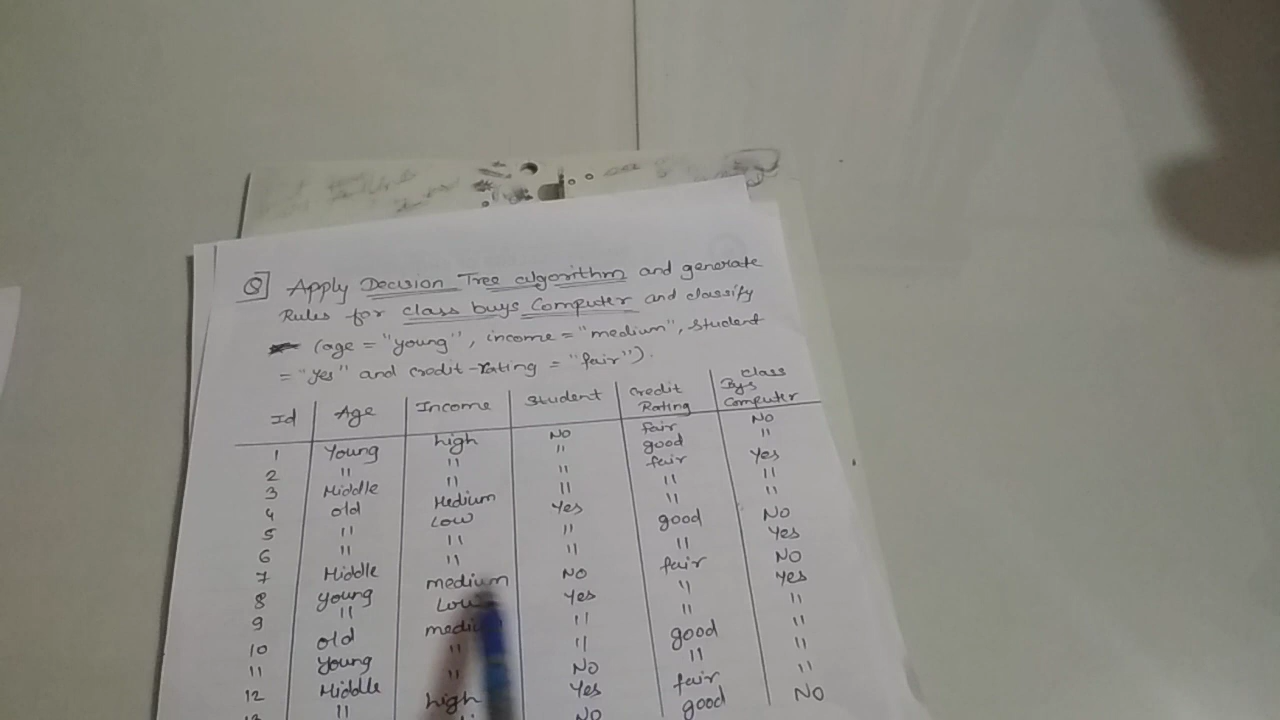 Q] Apply Decision Tree algorithm and generate
Rules for class buys Computer and classify
(age = "young", income = "medium", student
= "yes" and credit-rating = "fair").
Id Age Income Student Credit Rating Class Bys Computer
1 Young high No fair No
2 " " " good "
3 Middle " " fair Yes
4 old Medium " " "
5 " Low Yes " "
6 " " " good No
7 Middle " " " Yes
8 young medium No fair No
9 " Low Yes " yes
10 old " " "
11 Young " " good "
12 Middle " No " "
" high Yes fair "
No good No